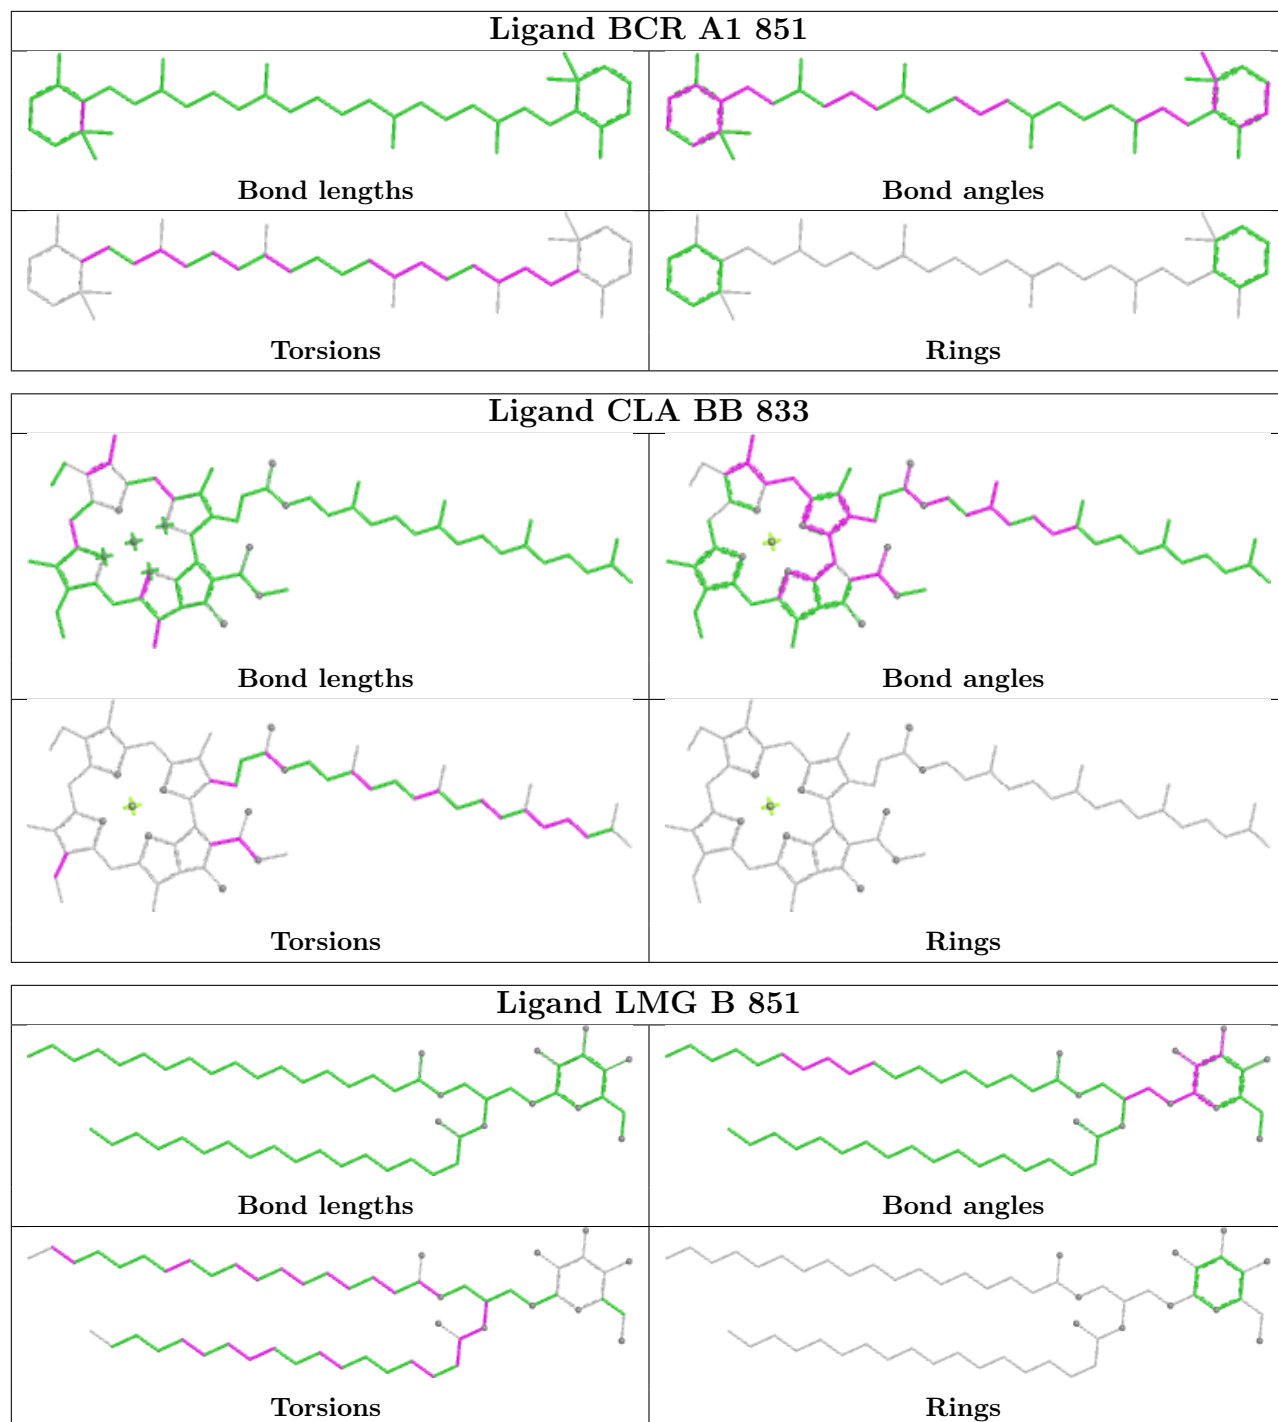 Ligand BCR A1 851
Bond lengths
Bond angles
Torsions
Rings
Ligand CLA BB 833
Bond lengths
Bond angles
Torsions
Rings
Ligand LMG B 851
Bond lengths
Bond angles
Torsions
Rings